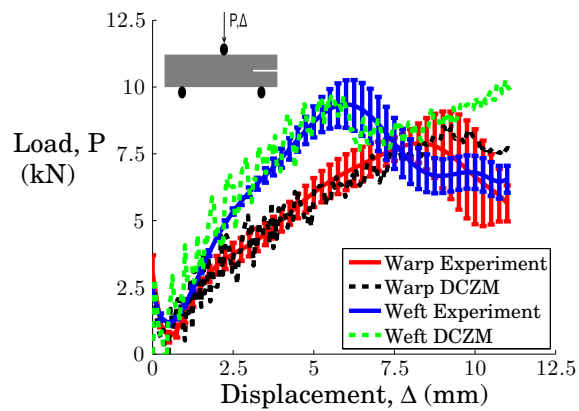 P,Δ
12.5
10
7.5
5
2.5
0
Load, P
(kN)
Warp Experiment
Warp DCZM
Weft Experiment
Weft DCZM
0 2.5 5 7.5 10 12.5
Displacement, Δ (mm)